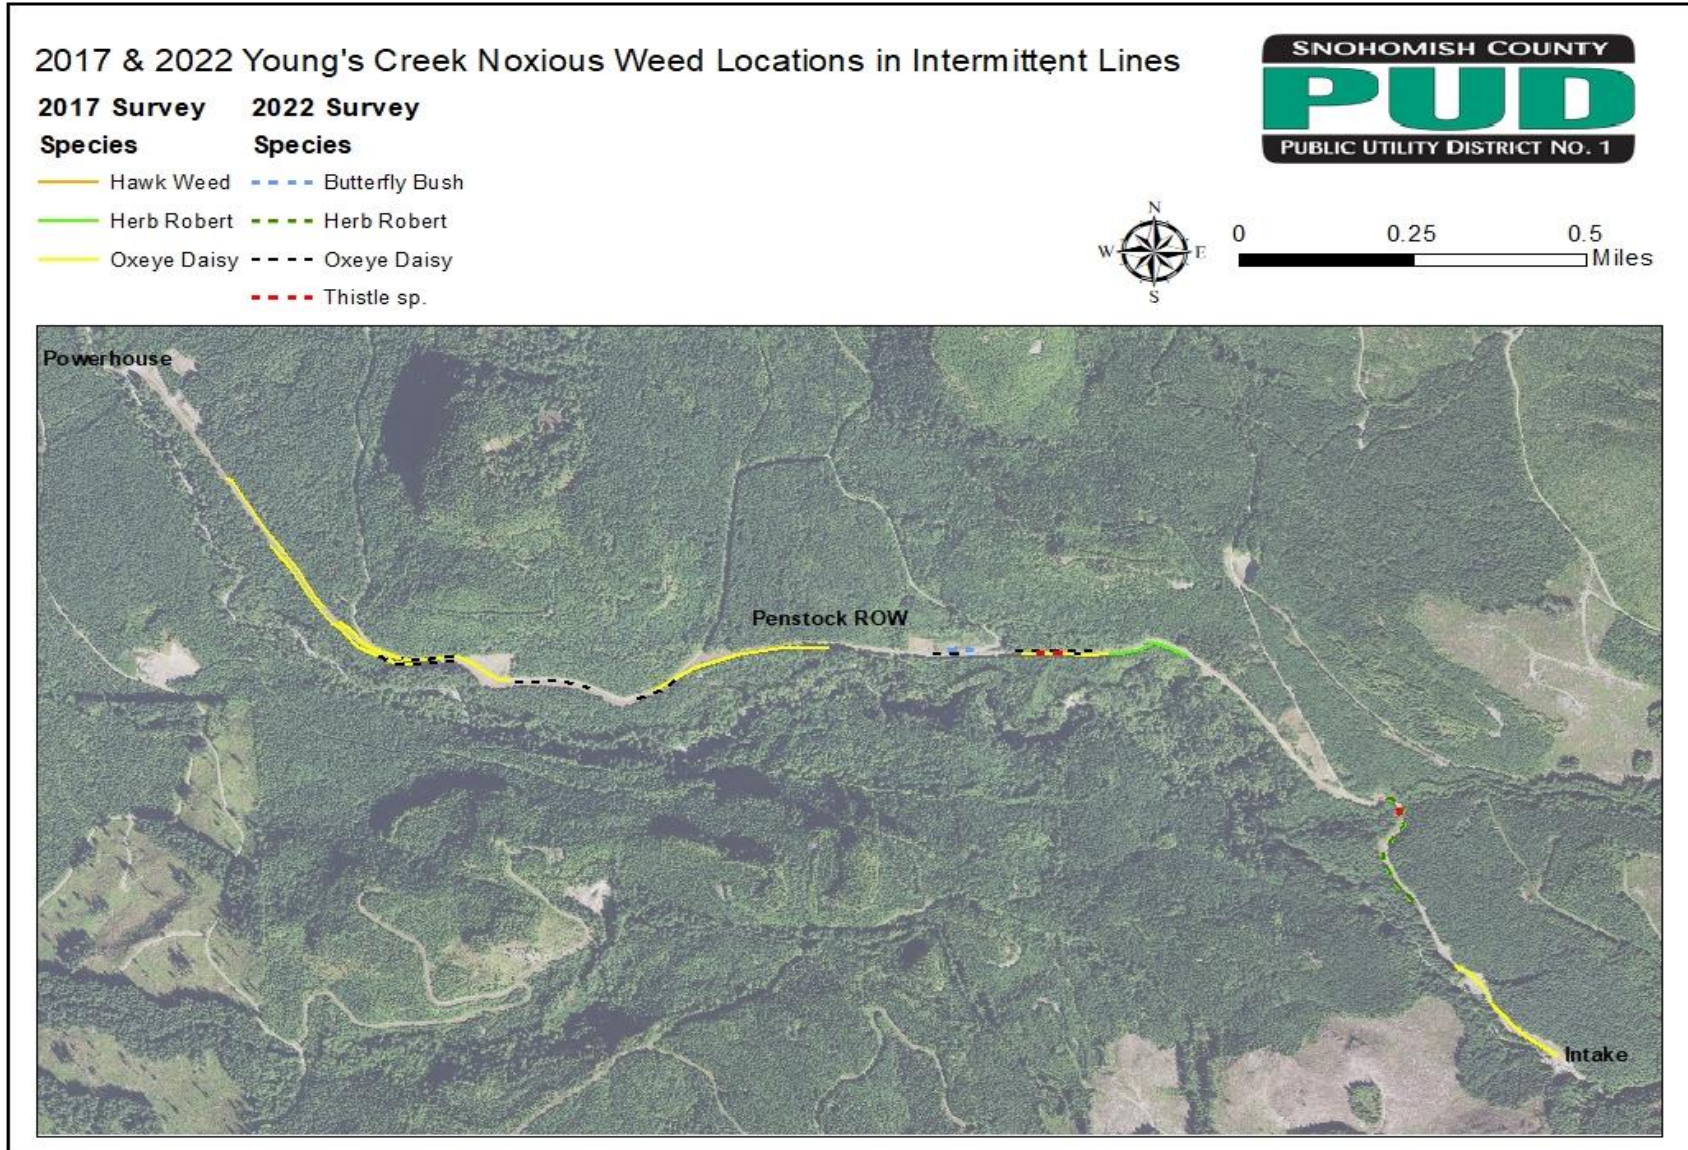 2017 & 2022 Young's Creek Noxious Weed Locations in Intermittent Lines
SNOHOMISH COUNTY
PUD
PUBLIC UTILITY DISTRICT NO. 1
2017 Survey
Species
Hawk Weed
Herb Robert
Oxeye Daisy
2022 Survey
Species
Butterfly Bush
Herb Robert
Oxeye Daisy
Thistle sp.
N
W E
S
0 0.25 0.5
Miles
Powerhouse
Penstock ROW
Intake